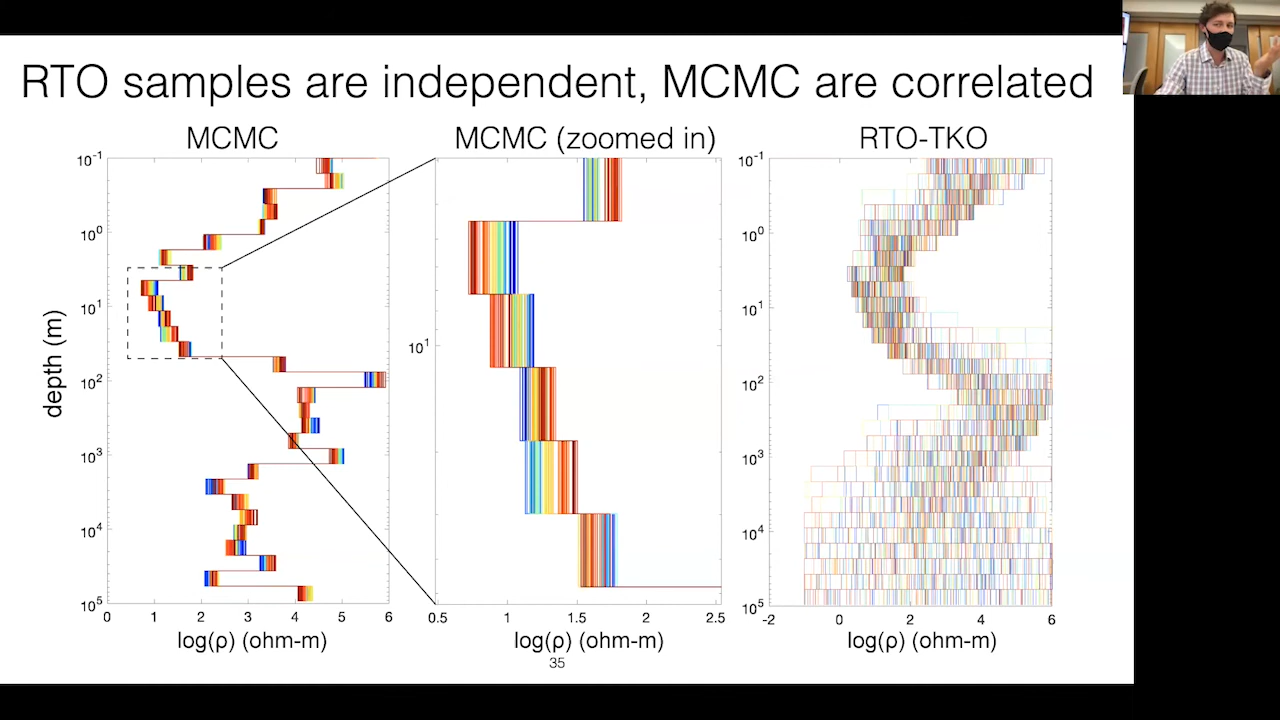 RTO samples are independent, MCMC are correlated
MCMC
MCMC (zoomed in)
RTO-TKO
depth (m)
10-1
100
101
102
103
104
105
0 1 2 3 4 5 6
log(ρ) (ohm-m)
101
0.5 1 1.5 2 2.5
log(ρ) (ohm-m)
10-1
100
101
102
103
104
105
-2 0 2 4 6
log(ρ) (ohm-m)
35